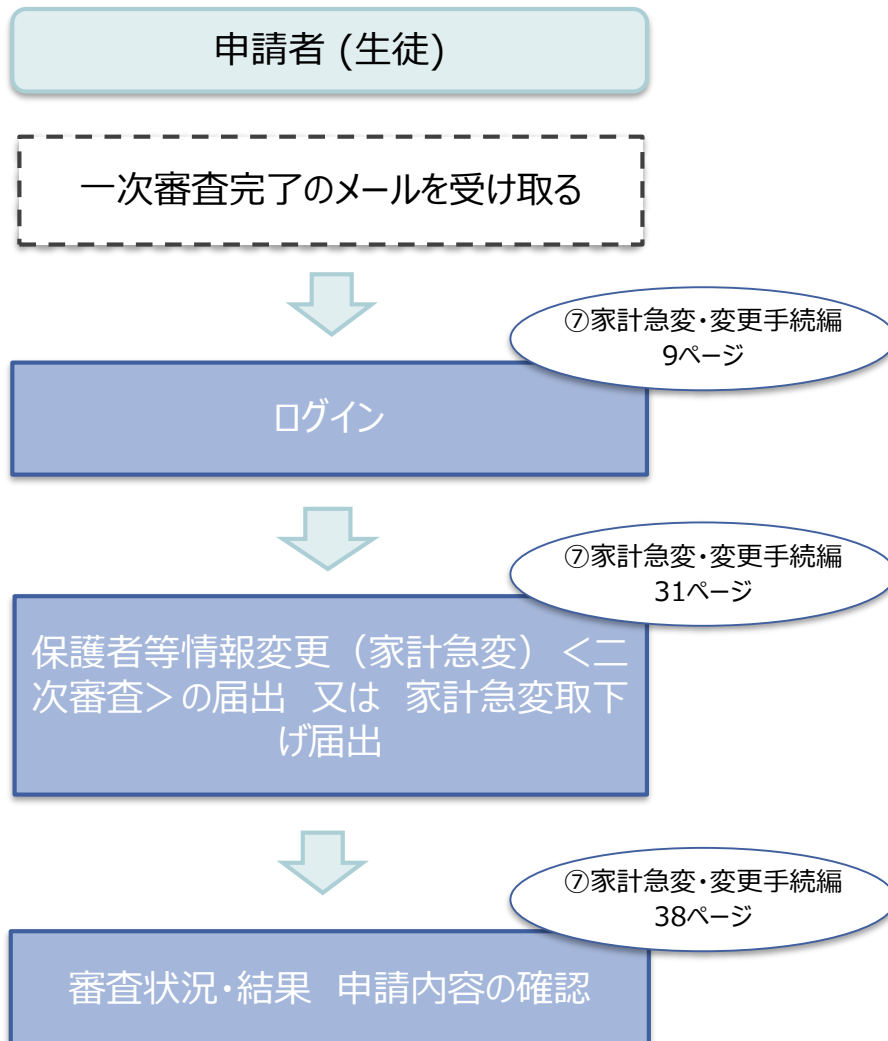 申請者 (生徒)
一次審査完了のメールを受け取る
⑦家計急変・変更手続編
9ページ
ログイン
⑦家計急変・変更手続編
31ページ
保護者等情報変更（家計急変）＜二
次審査＞の届出　又は　家計急変取下
げ届出
⑦家計急変・変更手続編
38ページ
審査状況・結果　申請内容の確認